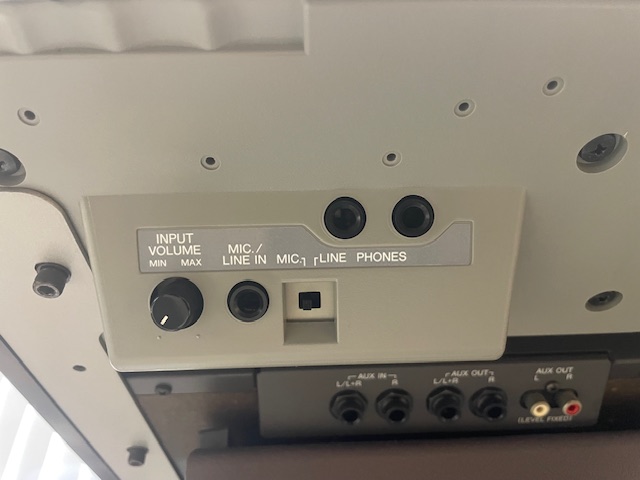 INPUT
VOLUME
MIN MAX
MIC./
LINE IN
MIC. LINE PHONES
AUX IN
L/L+R R
AUX OUT
L/L+R R
AUX OUT
L R
(LEVEL FIXED)